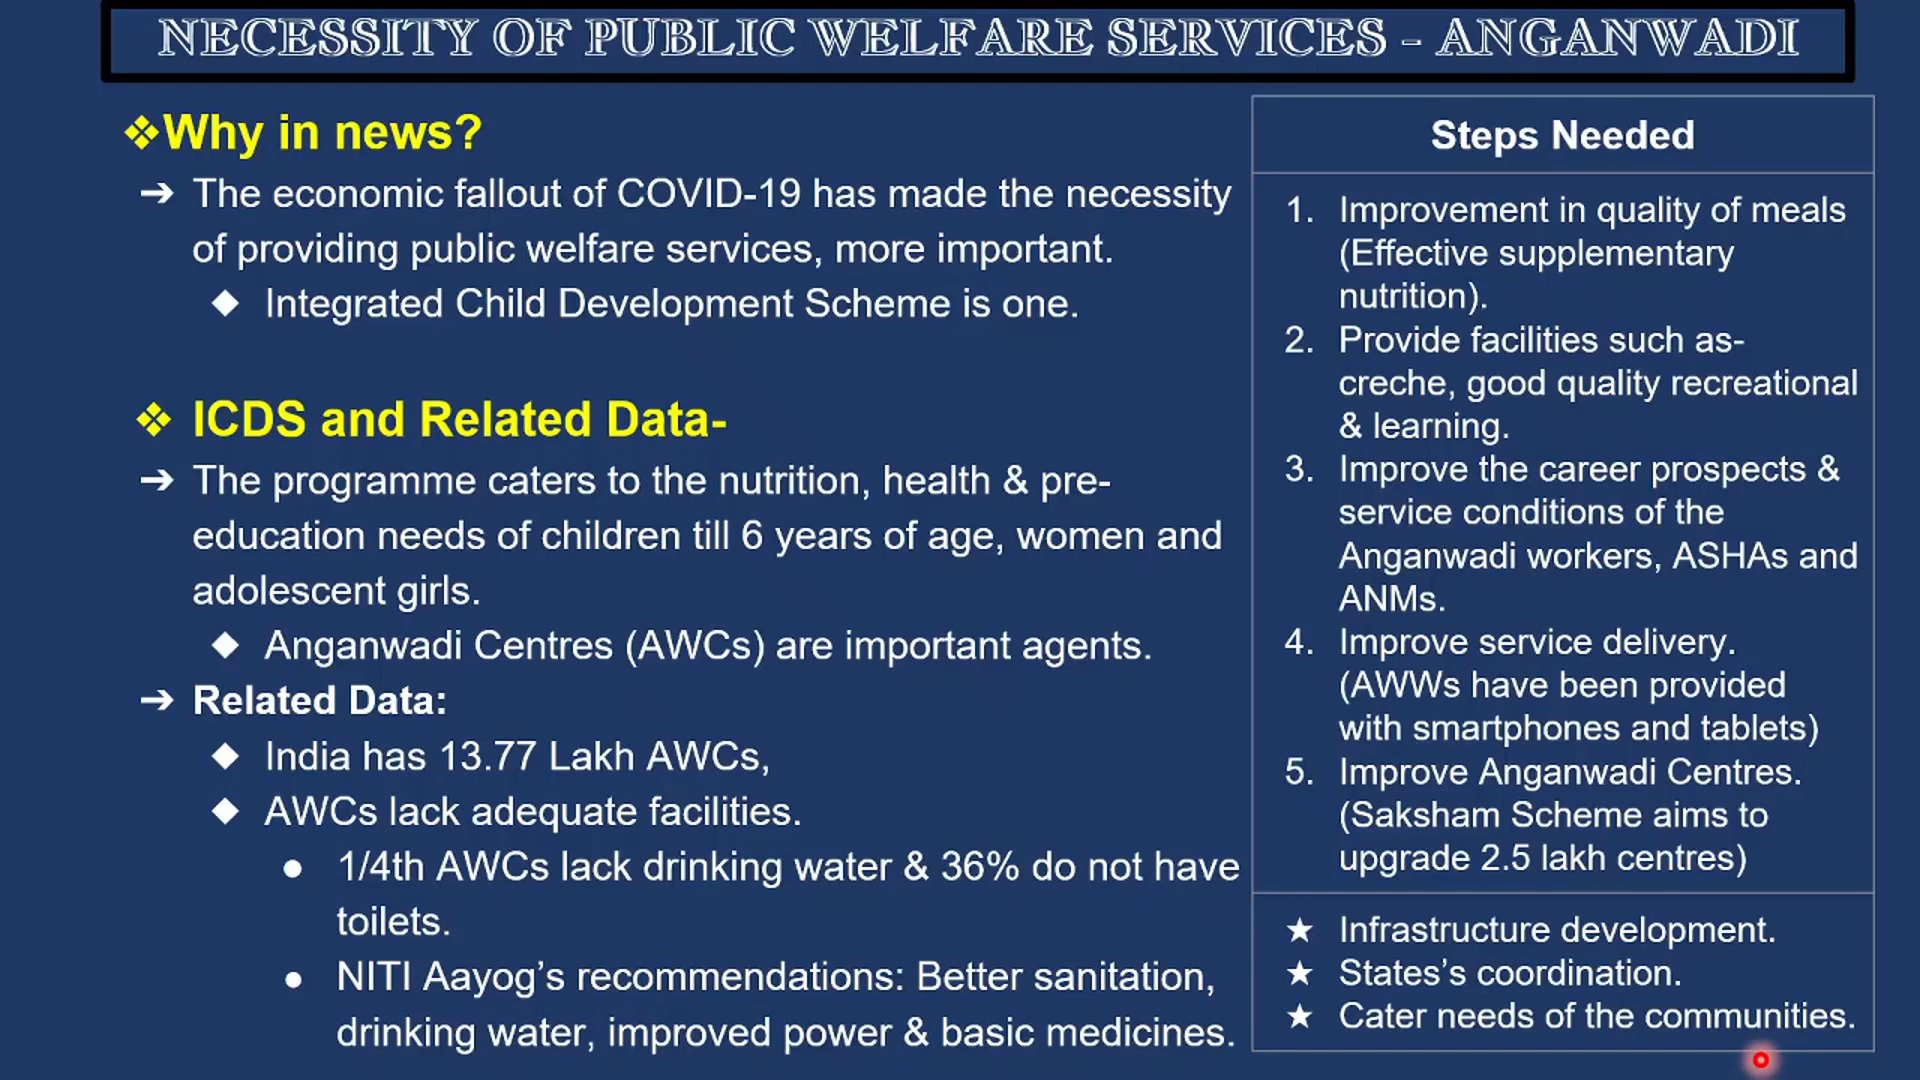 NECESSITY OF PUBLIC WELFARE SERVICES - ANGANWADI
❖Why in news?
➔ The economic fallout of COVID-19 has made the necessity
of providing public welfare services, more important.
◆ Integrated Child Development Scheme is one.
❖ ICDS and Related Data-
➔ The programme caters to the nutrition, health & pre-
education needs of children till 6 years of age, women and
adolescent girls.
◆ Anganwadi Centres (AWCs) are important agents.
➔ Related Data:
◆ India has 13.77 Lakh AWCs,
◆ AWCs lack adequate facilities.
● 1/4th AWCs lack drinking water & 36% do not have
toilets.
● NITI Aayog’s recommendations: Better sanitation,
drinking water, improved power & basic medicines.
Steps Needed
1. Improvement in quality of meals
(Effective supplementary
nutrition).
2. Provide facilities such as-
creche, good quality recreational
& learning.
3. Improve the career prospects &
service conditions of the
Anganwadi workers, ASHAs and
ANMs.
4. Improve service delivery.
(AWWs have been provided
with smartphones and tablets)
5. Improve Anganwadi Centres.
(Saksham Scheme aims to
upgrade 2.5 lakh centres)
★ Infrastructure development.
★ States’s coordination.
★ Cater needs of the communities.